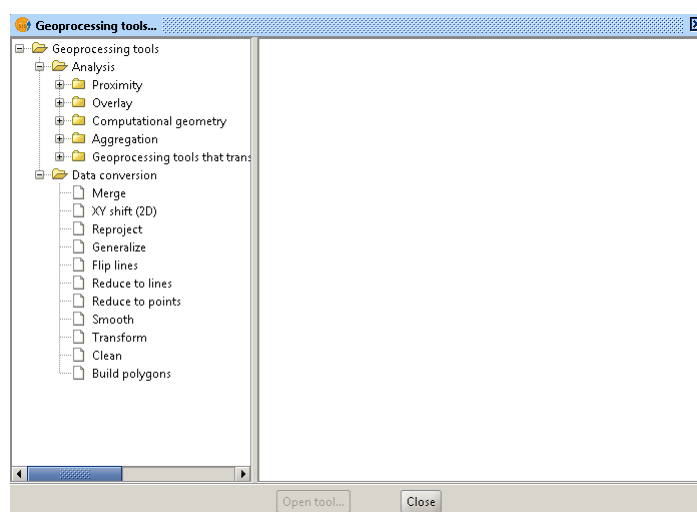 Geoprocessing tools...
Geoprocessing tools
Analysis
Proximity
Overlay
Computational geometry
Aggregation
Geoprocessing tools that trans
Data conversion
Merge
XY shift (2D)
Reproject
Generalize
Flip lines
Reduce to lines
Reduce to points
Smooth
Transform
Clean
Build polygons
Open tool... Close